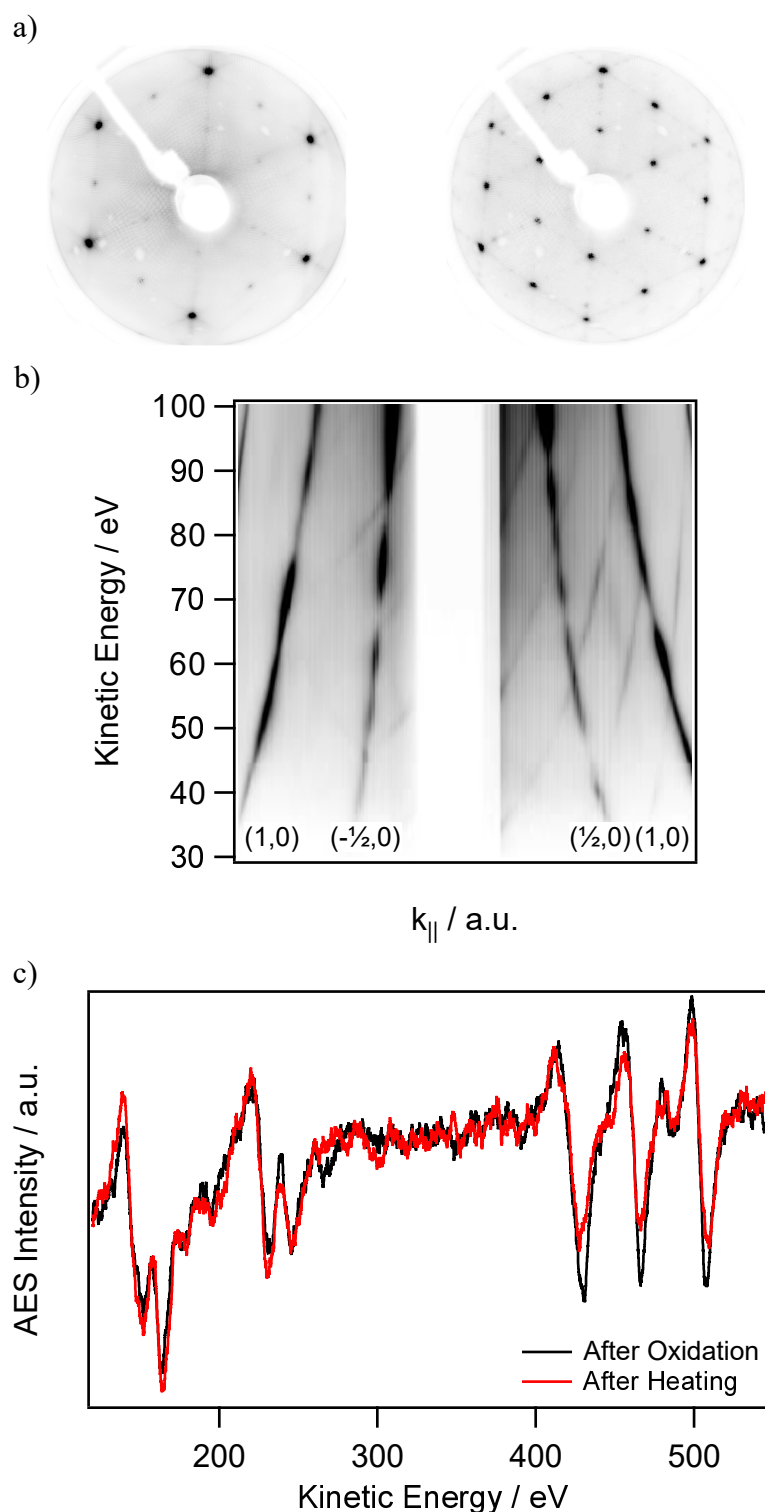 a)
b)
100
90
80
70
60
50
40
30
Kinetic Energy / eV
(1,0) (-½,0) (½,0) (1,0)
k|| / a.u.
c)
AES Intensity / a.u.
After Oxidation
After Heating
200 300 400 500
Kinetic Energy / eV